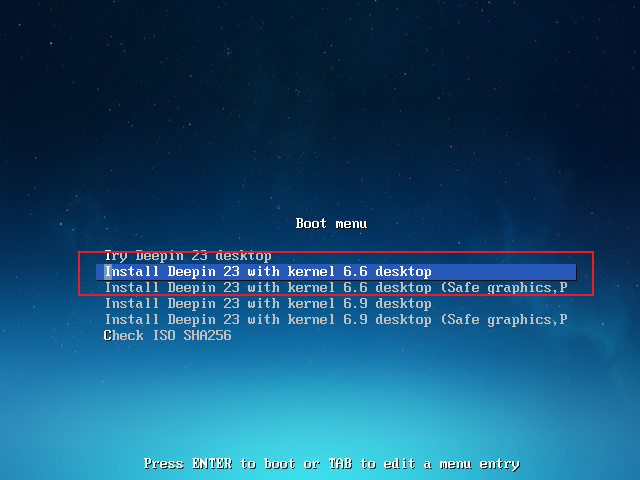 Boot menu
Try Deepin 23 desktop
Install Deepin 23 with kernel 6.6 desktop
Install Deepin 23 with kernel 6.6 desktop (Safe graphics,P
Install Deepin 23 with kernel 6.9 desktop
Install Deepin 23 with kernel 6.9 desktop (Safe graphics,P
Check ISO SHA256
Press ENTER to boot or TAB to edit a menu entry